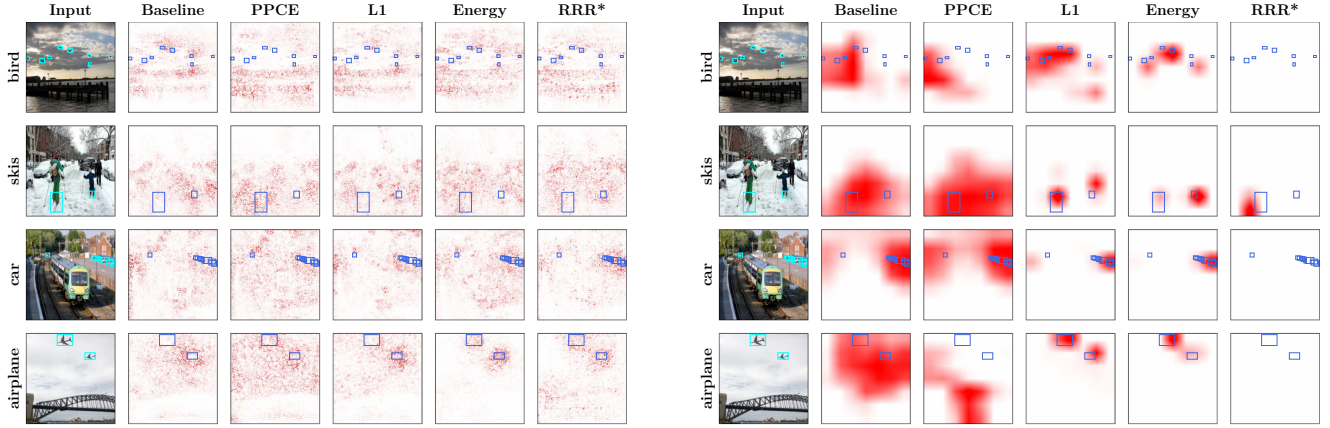 Input Baseline PPCE L1 Energy RRR* Input Baseline PPCE L1 Energy RRR*
bird bird
skis skis
car car
airplane airplane